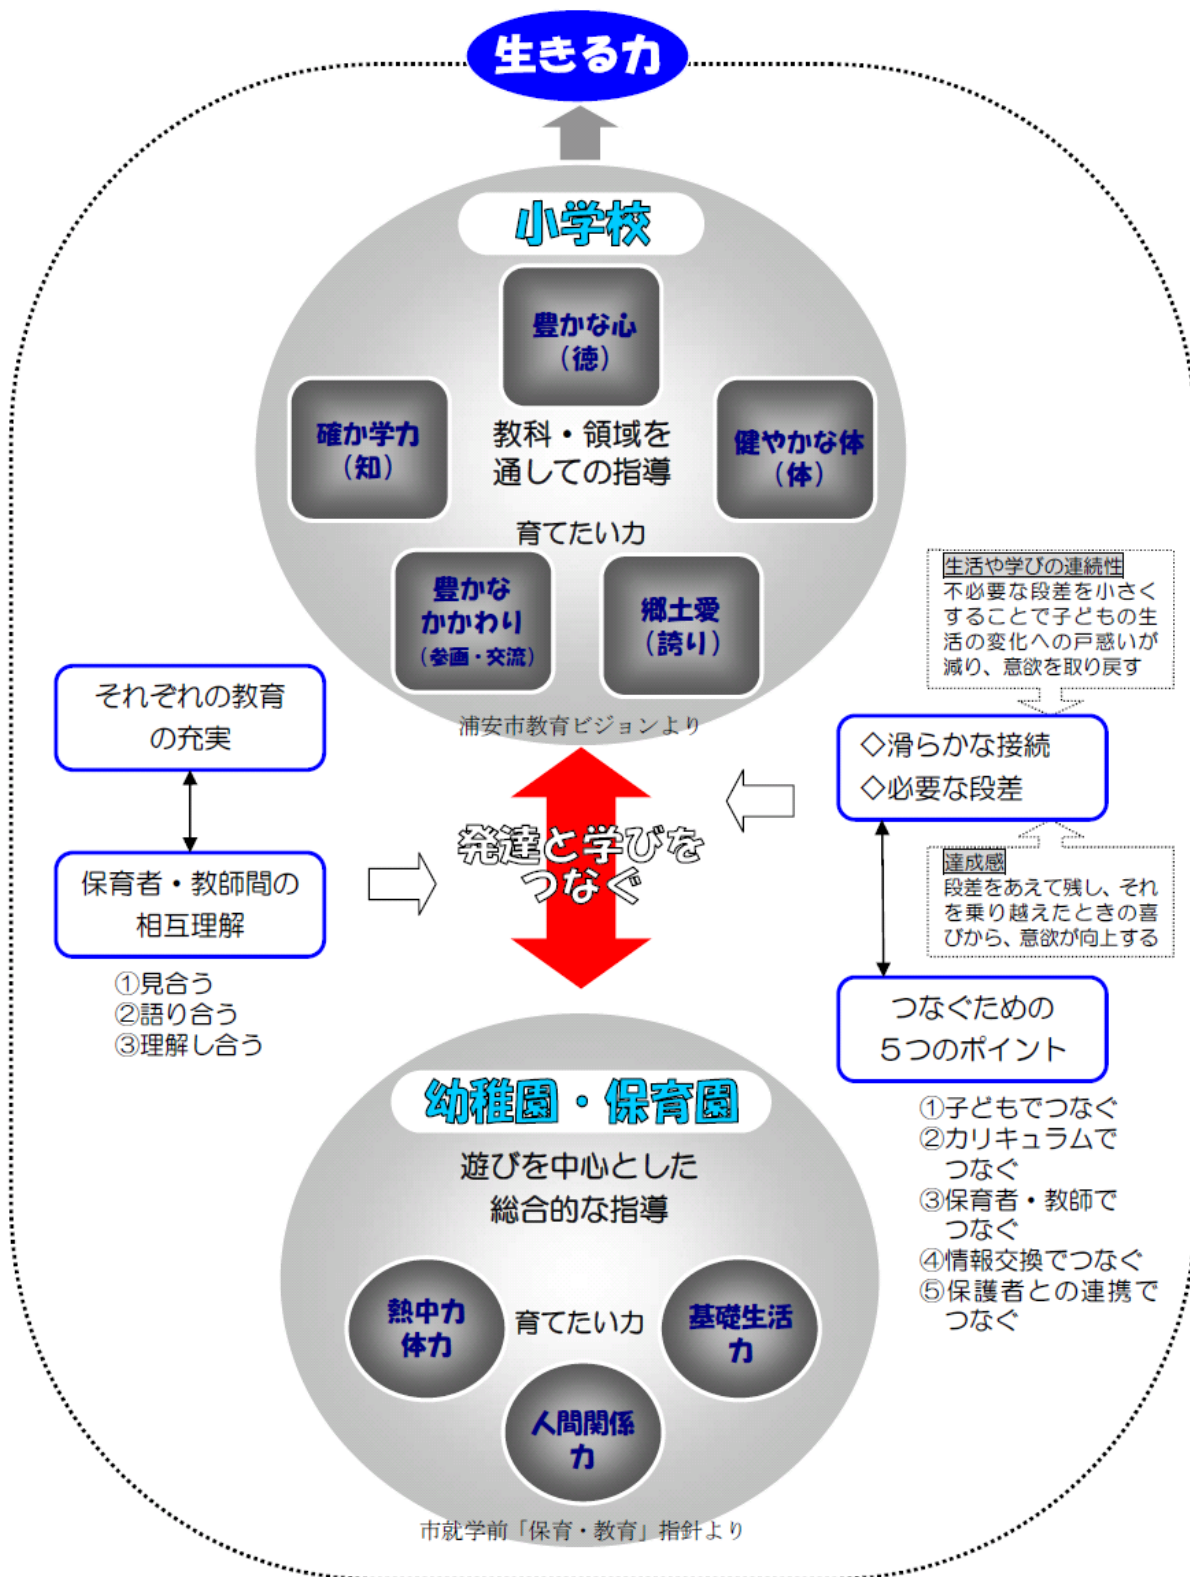 生きる力
小学校
豊かな心
（徳）
確か学力
（知）
教科・領域を
通しての指導
健やかな体
（体）
育てたい力
豊かな
かかわり
（参画・交流）
郷土愛
（誇り）
浦安市教育ビジョンより
生活や学びの連続性
不必要な段差を小さく
することで子どもの生
活の変化への戸惑いが
減り、意欲を取り戻す
それぞれの教育
の充実
◇滑らかな接続
◇必要な段差
発達と学びを
つなぐ
保育者・教師間の
相互理解
①見合う
②語り合う
③理解し合う
達成感
段差をあえて残し、それ
を乗り越えたときの喜
びから、意欲が向上する
つなぐための
５つのポイント
①子どもでつなぐ
②カリキュラムで
つなぐ
③保育者・教師で
つなぐ
④情報交換でつなぐ
⑤保護者との連携で
つなぐ
幼稚園・保育園
遊びを中心とした
総合的な指導
熱中力
体力
育てたい力
基礎生活
力
人間関係
力
市就学前「保育・教育」指針より